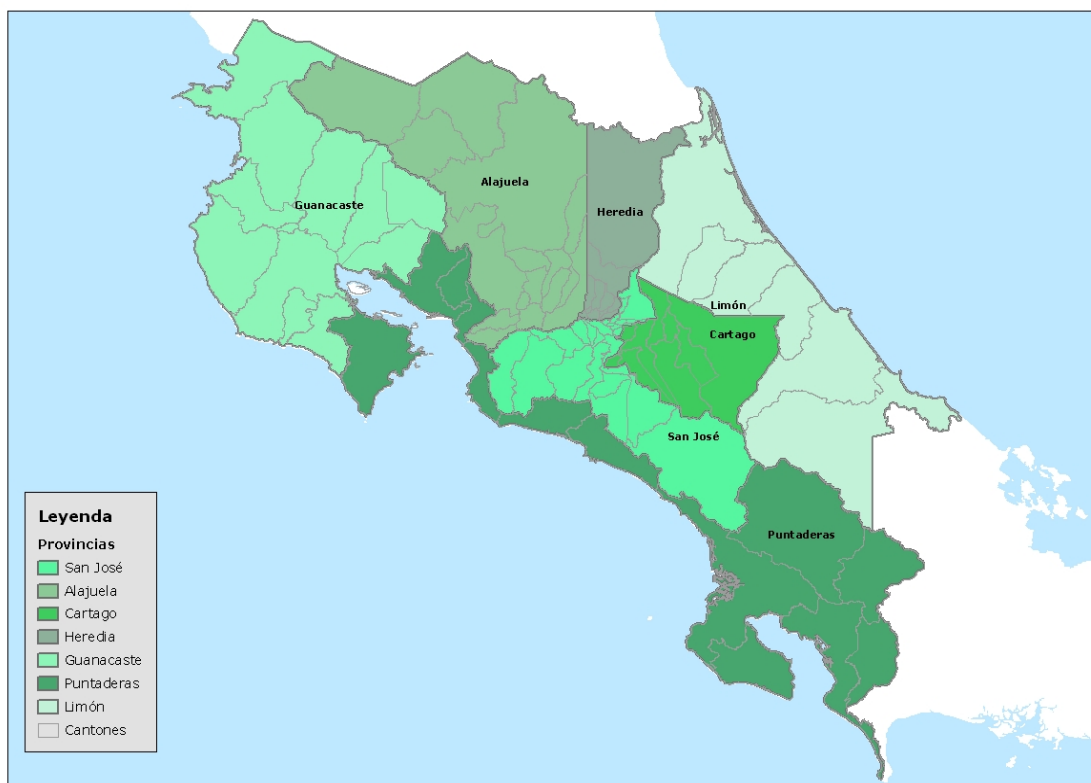 Alajuela
Guanacaste
Heredia
Limón
Cartago
San José
Puntaderas
Leyenda
Provincias
San José
Alajuela
Cartago
Heredia
Guanacaste
Puntaderas
Limón
Cantones